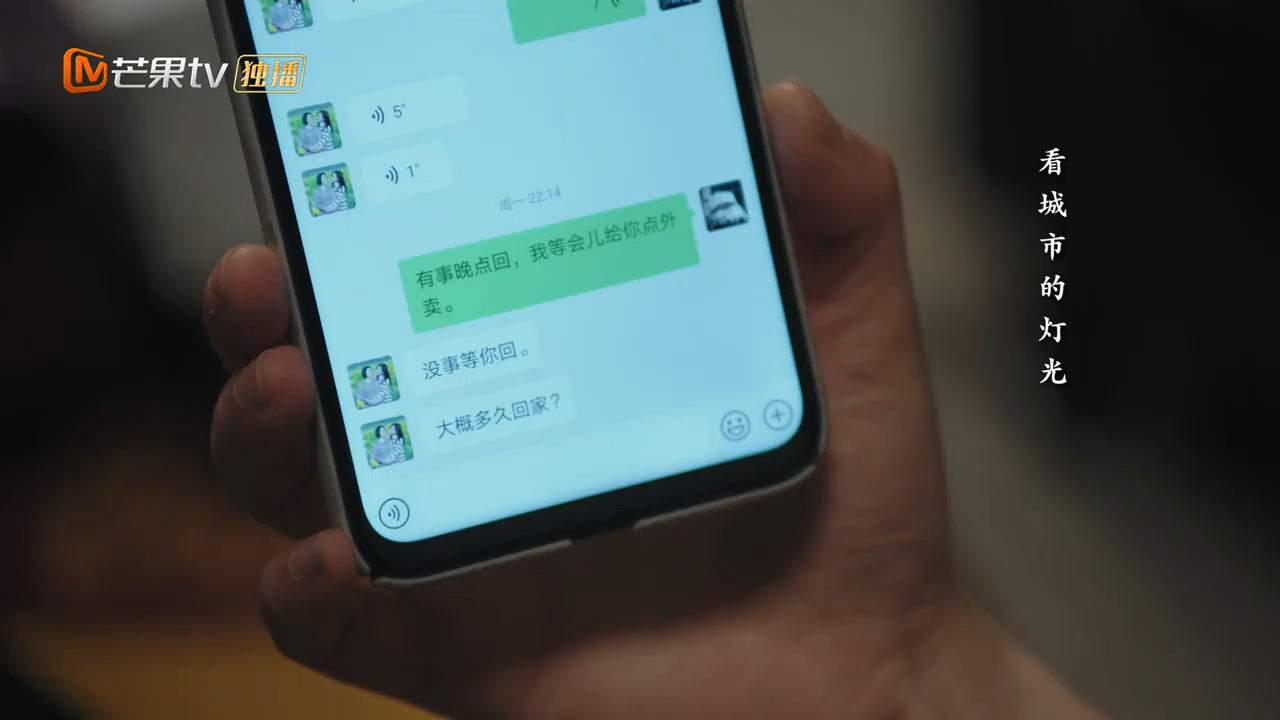 芒果tv 独播
5"
1"
周一 22:14
有事晚点回，我等会儿给你点外
卖。
没事等你回。
大概多久回家？
看城市的灯光